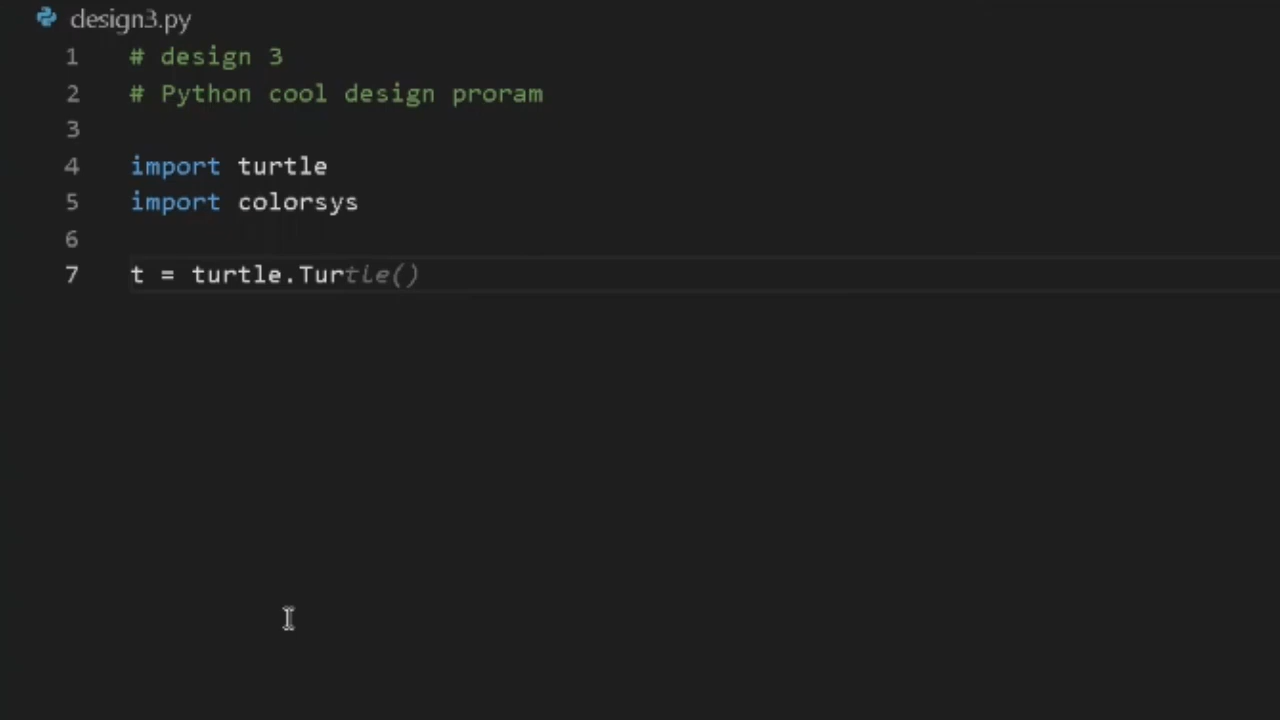 design3.py
1 # design 3
2 # Python cool design proram
3
4 import turtle
5 import colorsys
6
7 t = turtle.Turtle()